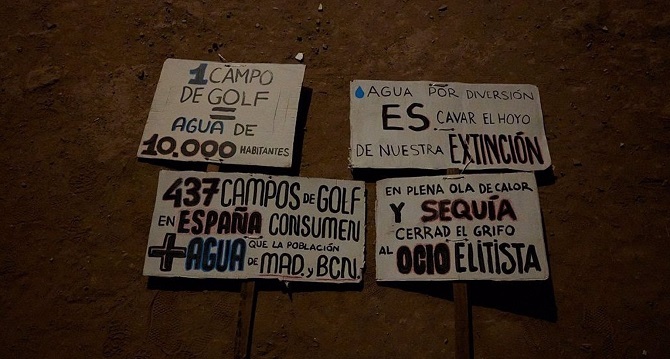 1 CAMPO
DE GOLF
=
AGUA DE
10.000 HABITANTES
AGUA POR DIVERSIÓN
ES CAVAR EL HOYO
DE NUESTRA EXTINCIÓN
437 CAMPOS DE GOLF
EN ESPAÑA CONSUMEN
+ AGUA QUE LA POBLACIÓN
DE MAD. y BCN.
EN PLENA OLA DE CALOR
Y SEQUÍA
CERRAD EL GRIFO
AL OCIO ELITISTA